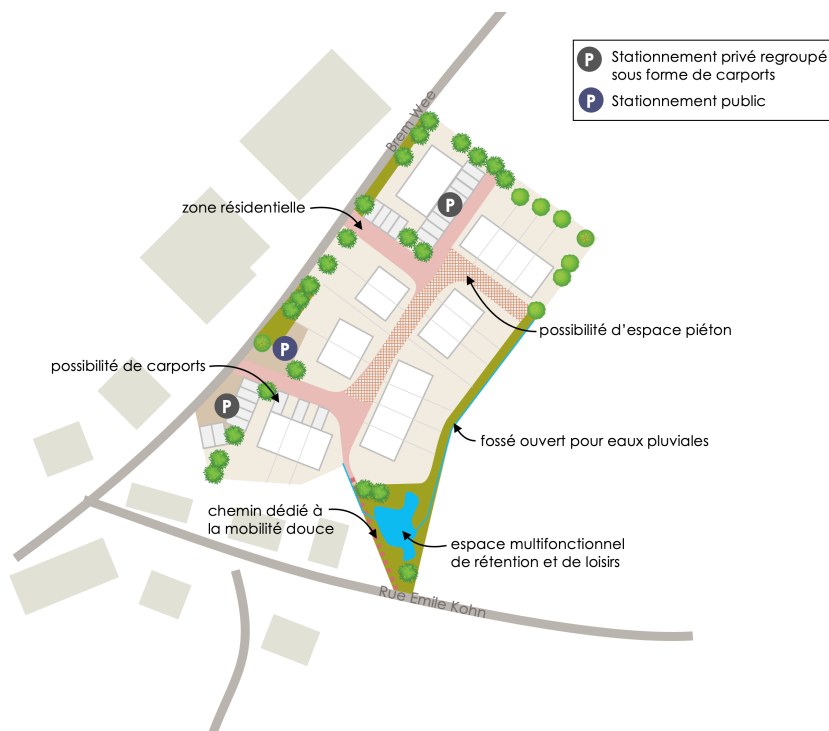 P Stationnement privé regroupé
sous forme de carports
P Stationnement public
Brem Wee
zone résidentielle
P
possibilité d'espace piéton
P
possibilité de carports
P
fossé ouvert pour eaux pluviales
chemin dédié à
la mobilité douce
espace multifonctionnel
de rétention et de loisirs
Rue Emile Kohn